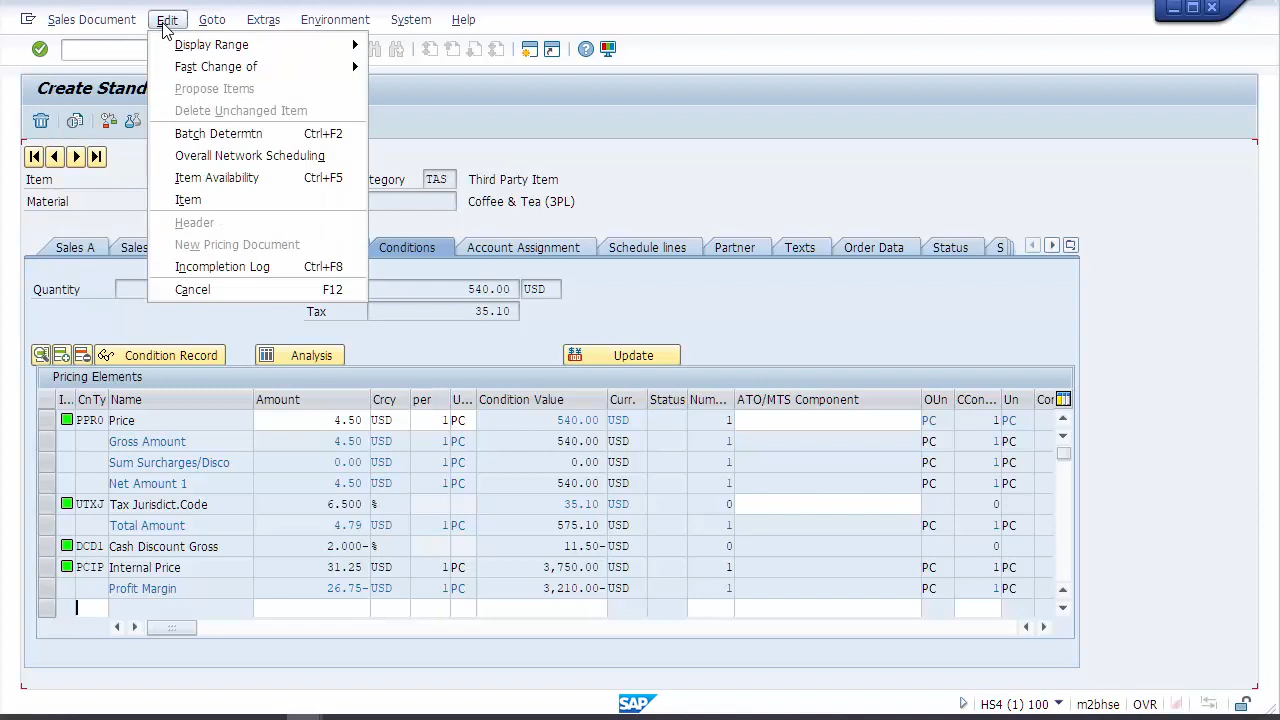 Sales Document Edit Goto Extras Environment System Help
Display Range
Fast Change of
Propose Items
Create Stand
Delete Unchanged Item
Batch Determtn Ctrl+F2
Overall Network Scheduling
Item Availability Ctrl+F5
Item
Header
New Pricing Document
Incompletion Log Ctrl+F8
Cancel F12
Item tegory TAS Third Party Item
Material Coffee & Tea (3PL)
Sales A Sales Conditions Account Assignment Schedule lines Partner Texts Order Data Status S
Quantity 540.00 USD
Tax 35.10
Condition Record Analysis Update
Pricing Elements
I... CnTy Name Amount Crcy per U... Condition Value Curr. Status Num... ATO/MTS Component OUn CCon... Un Con
PPR0 Price 4.50 USD 1 PC 540.00 USD 1 PC 1 PC
Gross Amount 4.50 USD 1 PC 540.00 USD 1 PC 1 PC
Sum Surcharges/Disco 0.00 USD 1 PC 0.00 USD 1 PC 1 PC
Net Amount 1 4.50 USD 1 PC 540.00 USD 1 PC 1 PC
UTXJ Tax Jurisdict.Code 6.500 % 35.10 USD 0 0
Total Amount 4.79 USD 1 PC 575.10 USD 1 PC 1 PC
DCD1 Cash Discount Gross 2.000- % 11.50- USD 0 0
PCIP Internal Price 31.25 USD 1 PC 3,750.00 USD 1 PC 1 PC
Profit Margin 26.75- USD 1 PC 3,210.00- USD 1 PC 1 PC
SAP HS4 (1) 100 m2bhse OVR